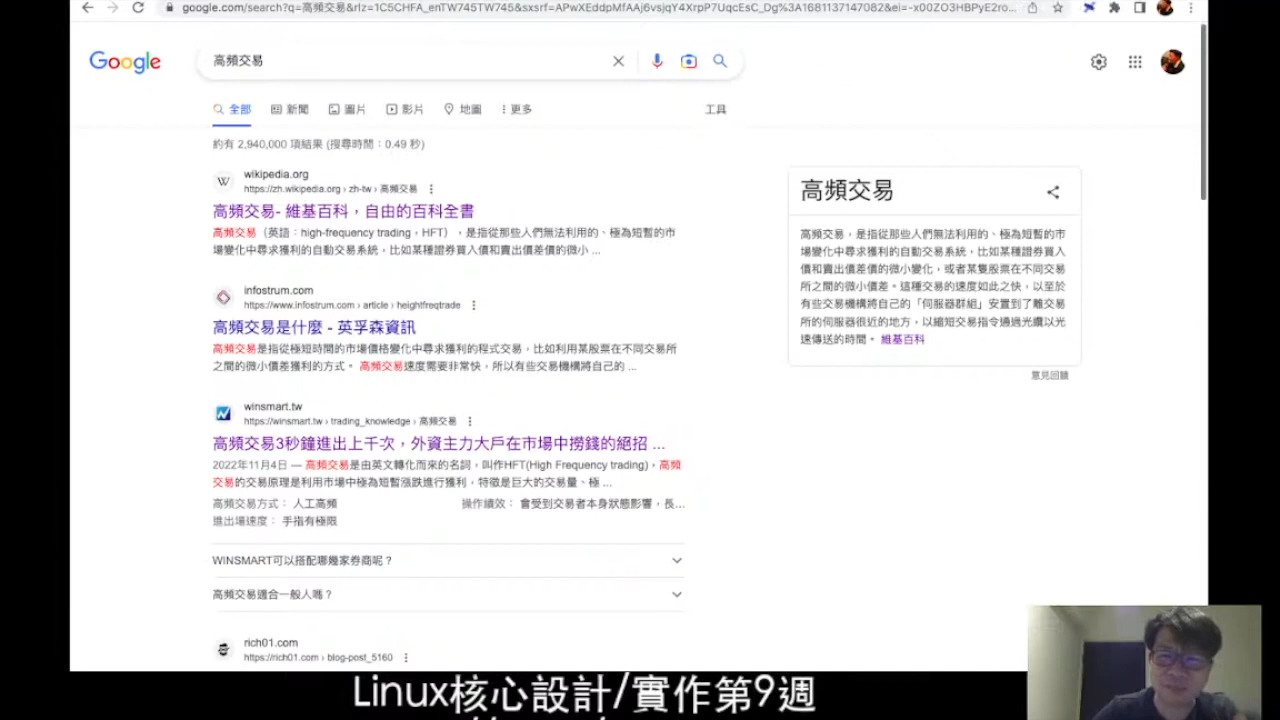 google.com/search?q=高頻交易&rlz=1C5CHFA_enTW745TW745&sxsrf=APwXEddpMfAAj6vsjqY4XrpP7UqcEsC_Dg%3A1681137147082&ei=-x00ZO3HBPyE2ro...
Google
高頻交易
全部 新聞 圖片 影片 地圖 更多 工具
約有 2,940,000 項結果 (搜尋時間：0.49 秒)
wikipedia.org
https://zh.wikipedia.org › zh-tw › 高頻交易
高頻交易- 維基百科，自由的百科全書
高頻交易（英語：high-frequency trading，HFT），是指從那些人們無法利用的、極為短暫的市
場變化中尋求獲利的自動交易系統，比如某種證券買入價和賣出價差價的微小 ...
infostrum.com
https://www.infostrum.com › article › heightfreqtrade
高頻交易是什麼 - 英孚森資訊
高頻交易是指從極短時間的市場價格變化中尋求獲利的程式交易，比如利用某股票在不同交易所
之間的微小價差獲利的方式。 高頻交易速度需要非常快，所以有些交易機構將自己的 ...
winsmart.tw
https://winsmart.tw › trading_knowledge › 高頻交易
高頻交易3秒鐘進出上千次，外資主力大戶在市場中撈錢的絕招 ...
2022年11月4日 — 高頻交易是由英文轉化而來的名詞，叫作HFT(High Frequency trading)，高頻
交易的交易原理是利用市場中極為短暫漲跌進行獲利，特徵是巨大的交易量、極 ...
高頻交易方式： 人工高頻 操作績效： 會受到交易者本身狀態影響，長...
進出場速度： 手指有極限
WINSMART可以搭配哪幾家券商呢？
高頻交易適合一般人嗎？
rich01.com
https://rich01.com › blog-post_5160
高頻交易
高頻交易，是指從那些人們無法利用的、極為短暫的市
場變化中尋求獲利的自動交易系統，比如某種證券買入
價和賣出價差價的微小變化，或者某隻股票在不同交易
所之間的微小價差。這種交易的速度如此之快，以至於
有些交易機構將自己的「伺服器群組」安置到了離交易
所的伺服器很近的地方，以縮短交易指令通過光纜以光
速傳送的時間。 維基百科
意見回饋
Linux核心設計/實作第9週